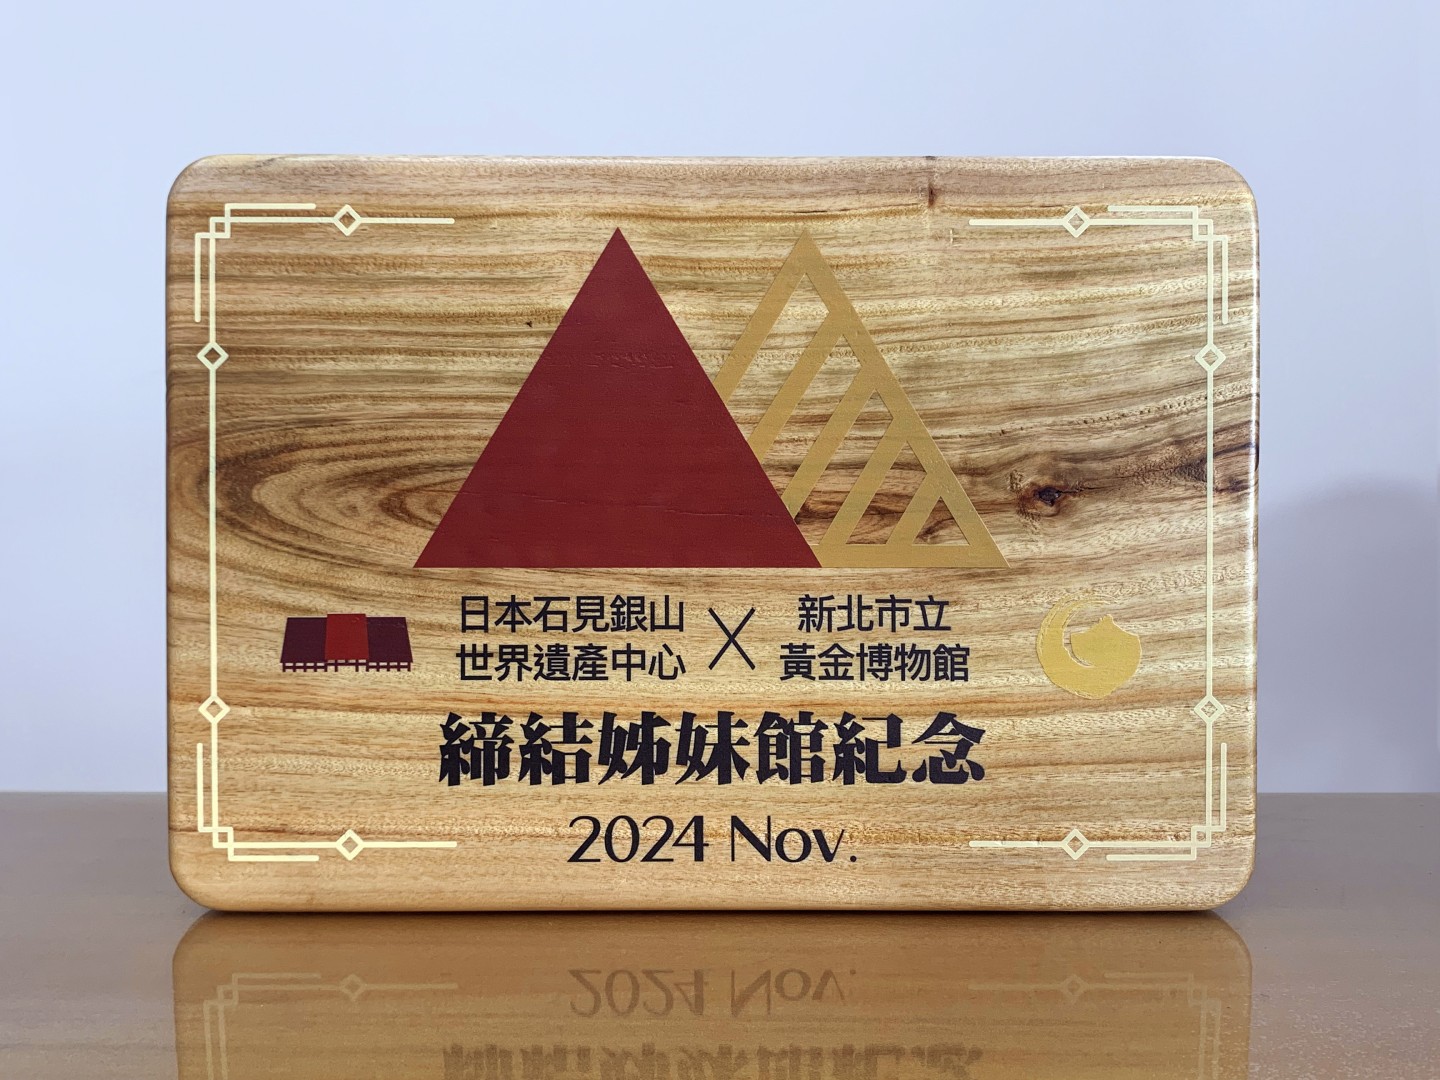 日本石見銀山
世界遺產中心
×
新北市立
黃金博物館
締結姊妹館紀念
2024 Nov.